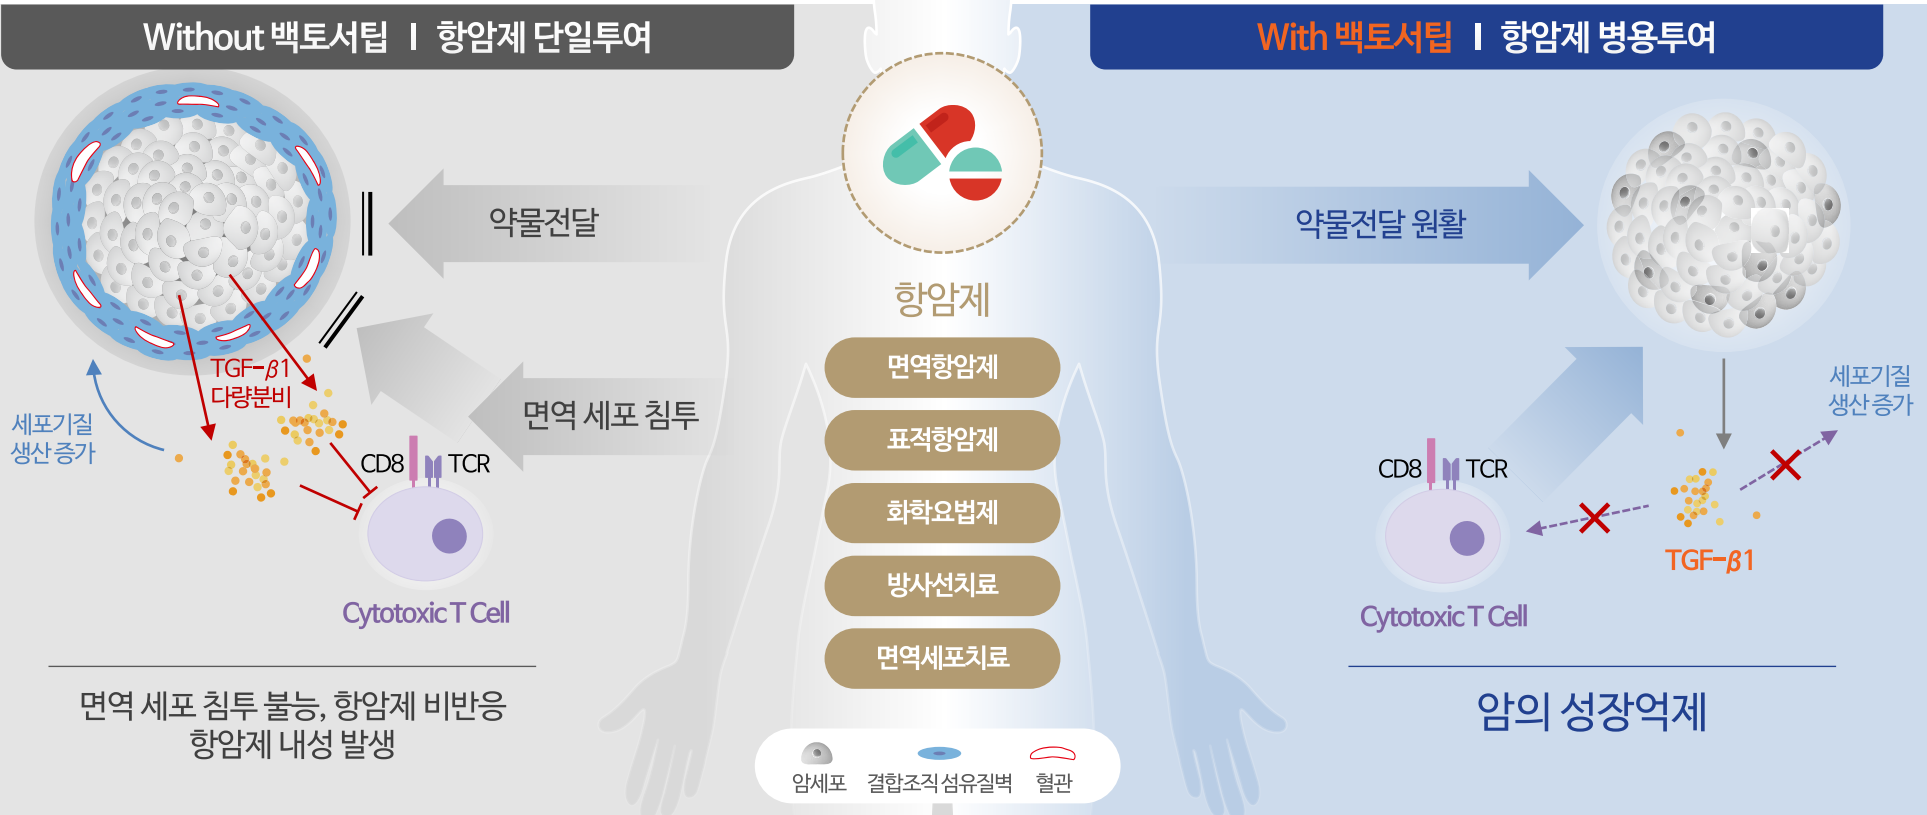 Without 백토서팁 | 항암제 단일투여
With 백토서팁 | 항암제 병용투여
약물전달
약물전달 원활
항암제
면역항암제
표적항암제
화학요법제
방사선치료
면역세포치료
TGF-β1
다량분비
세포기질
생산 증가
면역 세포 침투
CD8
TCR
Cytotoxic T Cell
세포기질
생산 증가
CD8
TCR
TGF-β1
Cytotoxic T Cell
면역 세포 침투 불능, 항암제 비반응
항암제 내성 발생
암의 성장억제
암세포
결합조직 섬유질벽
혈관